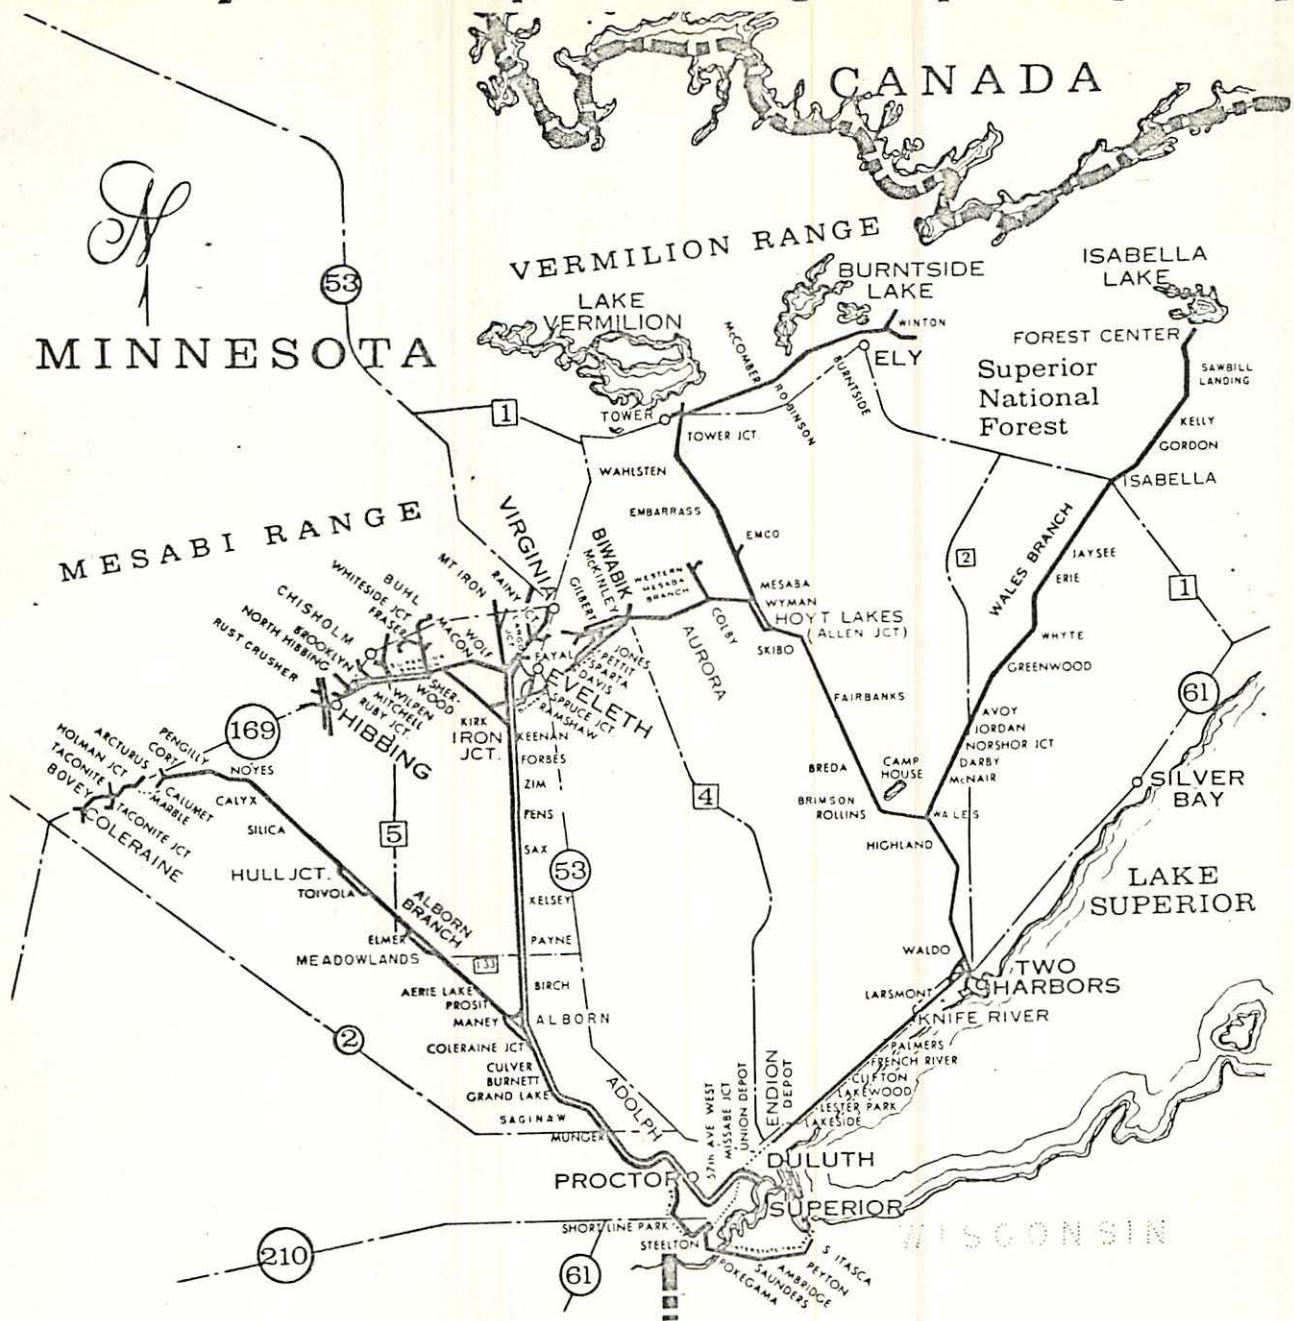 CANADA
N
MINNESOTA
53
VERMILION RANGE
LAKE
VERMILION
BURNTSIDE
LAKE
ISABELLA
LAKE
WINTON
ELY
FOREST CENTER
SAWBILL
LANDING
Superior
National
Forest
KELLY
GORDON
ISABELLA
McCOMBER
ROBINSON
BURNTSIDE
TOWER
1
TOWER JCT.
WAHLSTEN
EMBARRASS
EMCO
MESABI RANGE
VIRGINIA
BIWABIK
McKINLEY
GILBERT
WESTERN
MESABA
BRANCH
MESABA
WYMAN
HOYT LAKES
(ALLEN JCT)
COLBY
AURORA
SKIBO
2
WALES BRANCH
JAYSEE
ERIE
1
WHYTE
GREENWOOD
61
MT IRON
RAINY JCT
WOLF
MACON
BUHL
WHITESIDE JCT
FRASER
CHISHOLM
BROOKLYN
NORTH HIBBING
RUST CRUSHER
SHER-
WOOD
WILPEN
MITCHELL
RUBY JCT.
HIBBING
FAYAL
EVELETH
JONES
PETTIT
SPARTA
DAVIS
SPRUCE JCT.
RAMSHAW
KIRK
IRON
JCT.
KEENAN
FORBES
ZIM
FENS
SAX
KELSEY
PAYNE
BIRCH
169
PENGILLY
CORT
ARCTURUS
HOLMAN JCT
TACONITE
BOVEY
COLERAINE
TACONITE JCT
MARBLE
CALUMET
NOYES
CALYX
SILICA
HULL JCT.
TOIVOLA
5
ALBORN
BRANCH
ELMER
MEADOWLANDS
133
53
4
FAIRBANKS
BREDA
CAMP
HOUSE
BRIMSON
ROLLINS
WALES
HIGHLAND
AVOY
JORDAN
NORSHOR JCT
DARBY
McNAIR
SILVER
BAY
LAKE
SUPERIOR
WALDO
TWO
HARBORS
LARSMONT
KNIFE RIVER
PALMERS
FRENCH RIVER
CLIFTON
LAKEWOOD
LESTER PARK
LAKESIDE
AERIE LAKE
PROSIT
MANEY
ALBORN
COLERAINE JCT
CULVER
BURNETT
GRAND LAKE
SAGINAW
MUNGER
ADOLPH
2
57th AVE WEST
MISSABE JCT
UNION DEPOT
ENDION
DEPOT
PROCTOR
DULUTH
SUPERIOR
WISCONSIN
SHORT LINE PARK
STEELTON
210
61
POKEGAMA
SAUNDERS
AMBRIDGE
PEYTON
S ITASCA